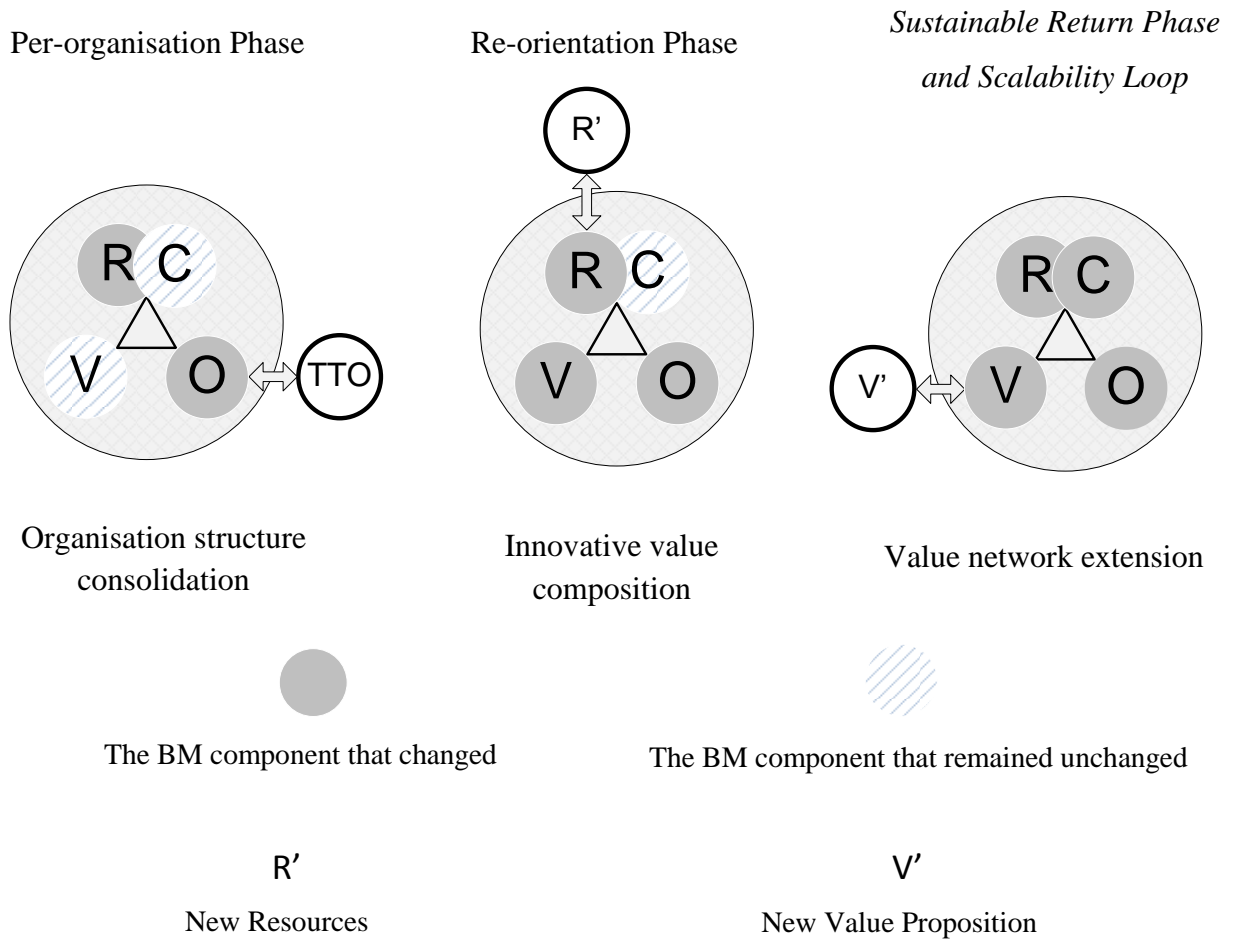 Per-organisation Phase
Re-orientation Phase
Sustainable Return Phase
and Scalability Loop
R'
R C
V O
TTO
R C
V O
R C
V'
V O
Organisation structure
consolidation
Innovative value
composition
Value network extension
The BM component that changed
The BM component that remained unchanged
R'
V'
New Resources
New Value Proposition